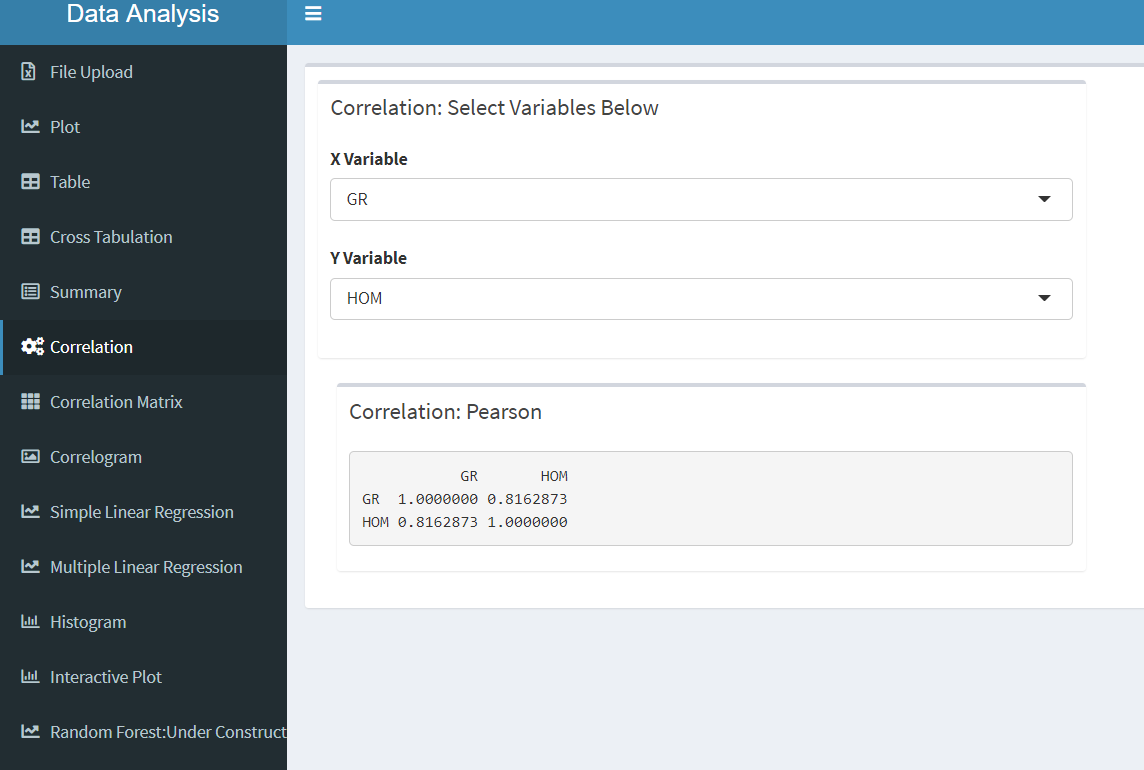 Data Analysis
File Upload
Plot
Table
Cross Tabulation
Summary
Correlation
Correlation Matrix
Correlogram
Simple Linear Regression
Multiple Linear Regression
Histogram
Interactive Plot
Random Forest:Under Construct
Correlation: Select Variables Below
X Variable
GR
Y Variable
HOM
Correlation: Pearson
GR HOM
GR 1.0000000 0.8162873
HOM 0.8162873 1.0000000